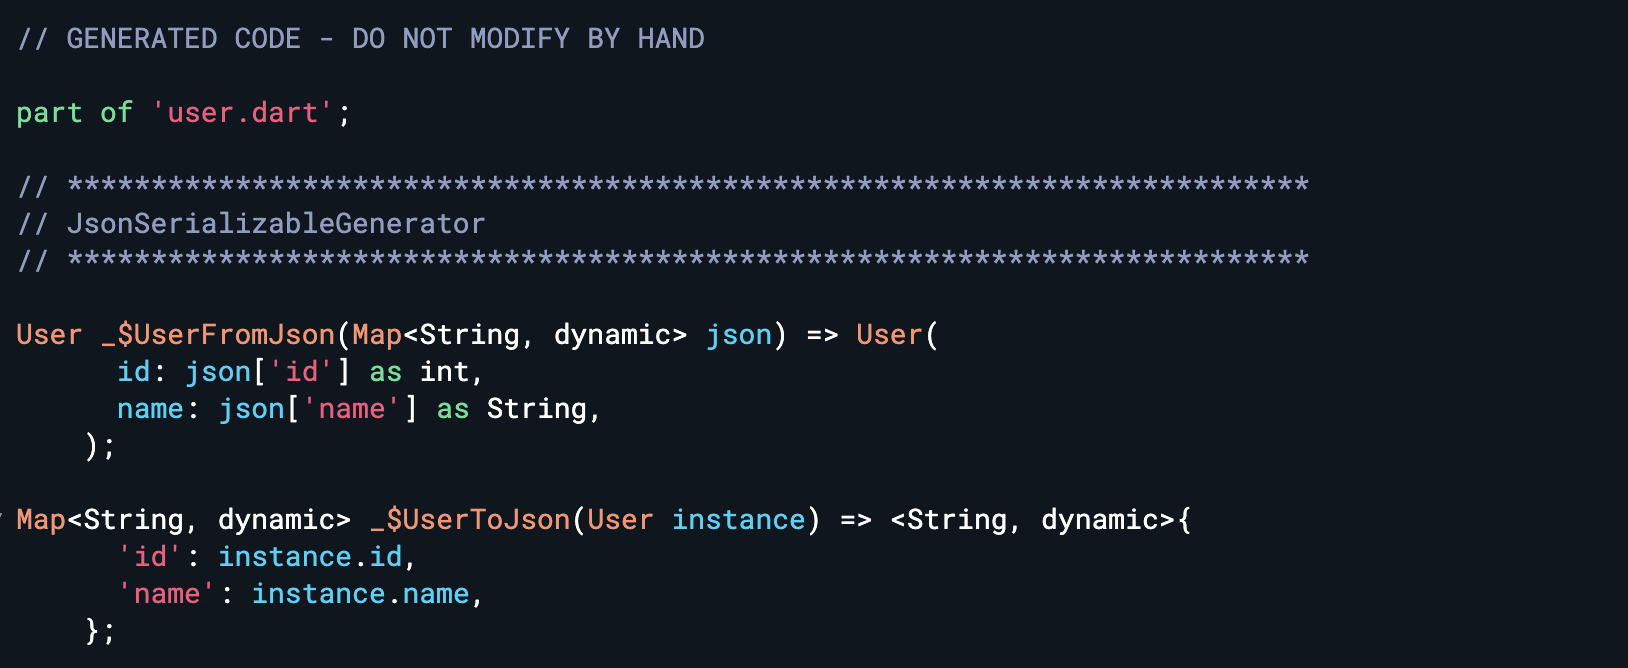 // GENERATED CODE - DO NOT MODIFY BY HAND

part of 'user.dart';

// **************************************************************************
// JsonSerializableGenerator
// **************************************************************************

User _$UserFromJson(Map<String, dynamic> json) => User(
      id: json['id'] as int,
      name: json['name'] as String,
    );

Map<String, dynamic> _$UserToJson(User instance) => <String, dynamic>{
      'id': instance.id,
      'name': instance.name,
    };